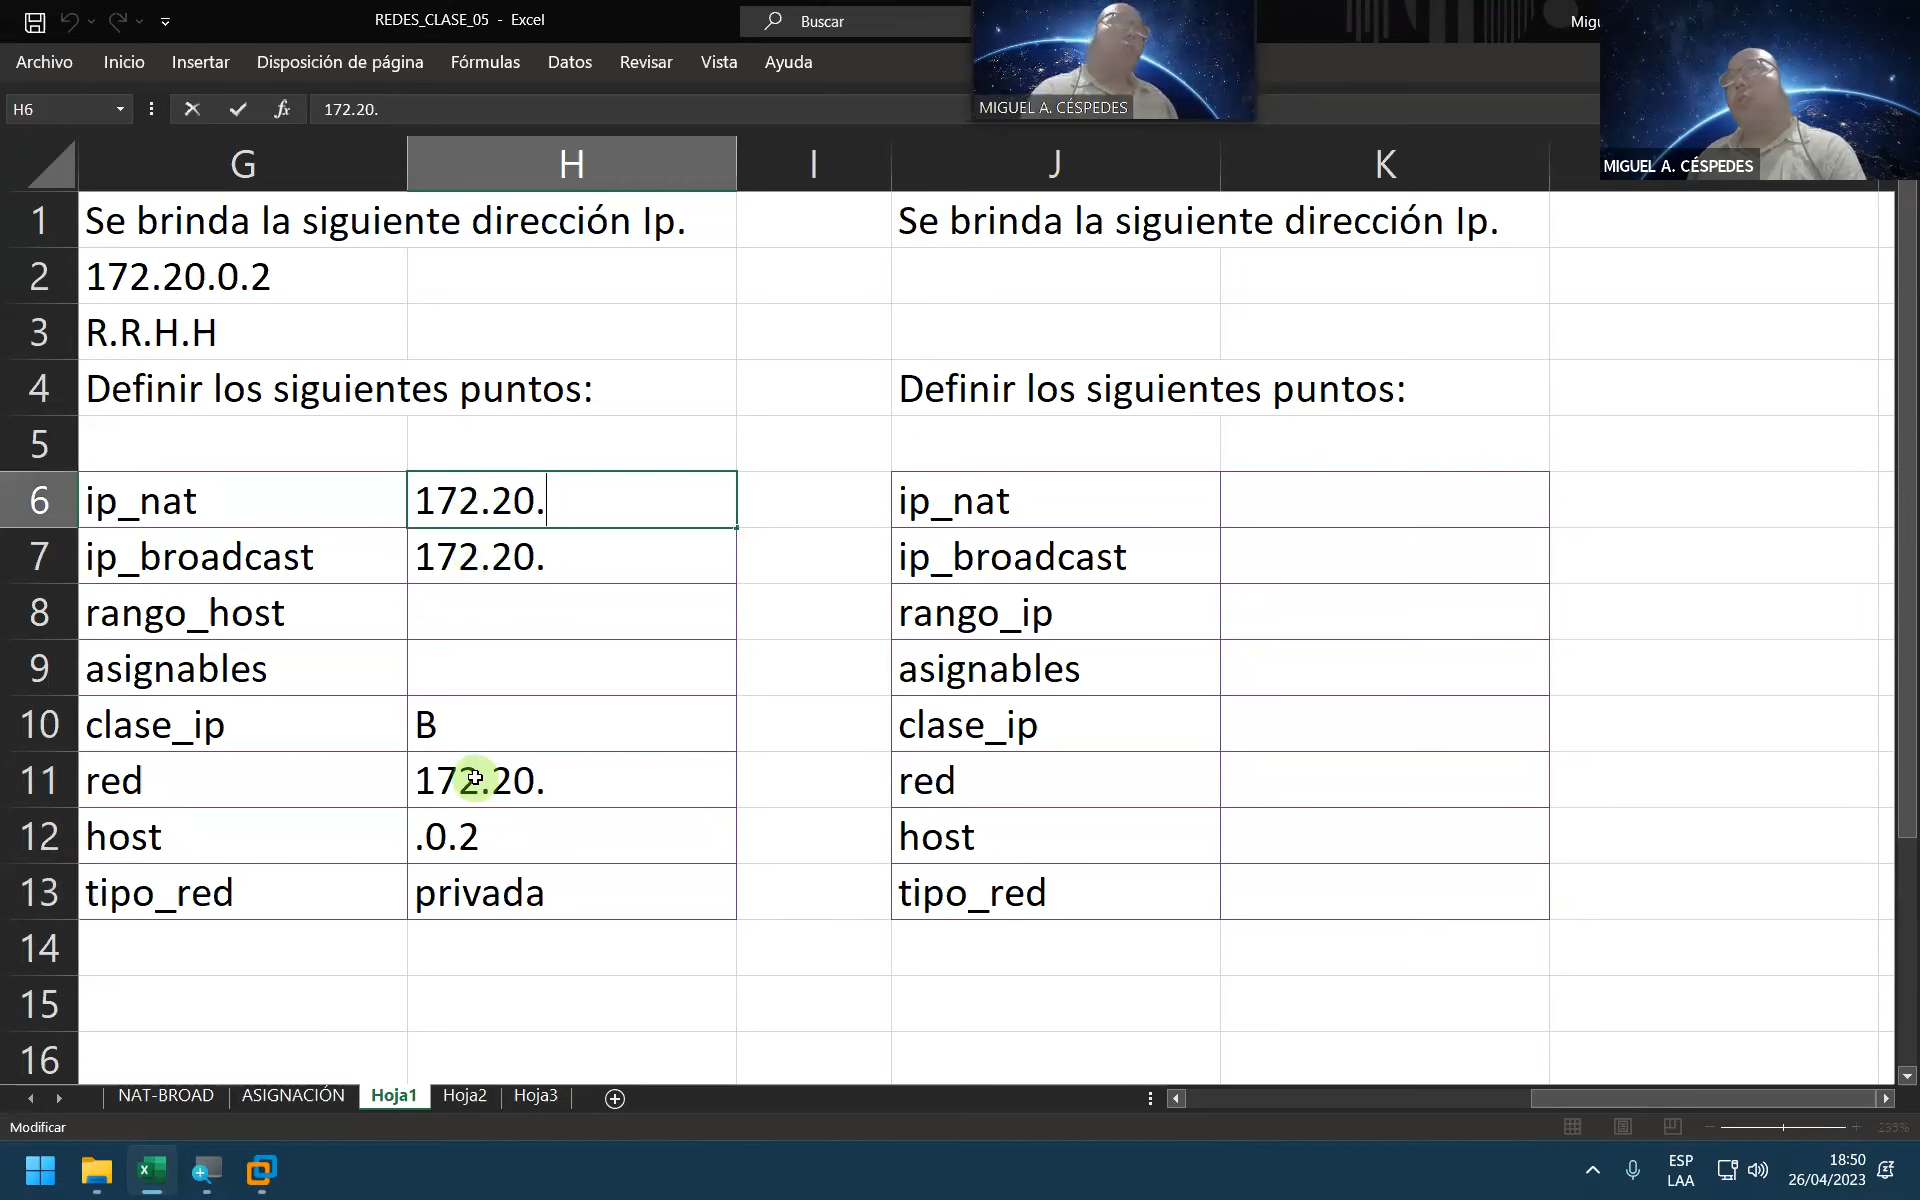 REDES_CLASE_05 - Excel
Buscar
Migu
Archivo Inicio Insertar Disposición de página Fórmulas Datos Revisar Vista Ayuda
MIGUEL A. CÉSPEDES
MIGUEL A. CÉSPEDES
H6 fx 172.20.
G H I J K
1 Se brinda la siguiente dirección Ip. Se brinda la siguiente dirección Ip.
2 172.20.0.2
3 R.R.H.H
4 Definir los siguientes puntos: Definir los siguientes puntos:
5
6 ip_nat 172.20. ip_nat
7 ip_broadcast 172.20. ip_broadcast
8 rango_host rango_ip
9 asignables asignables
10 clase_ip B clase_ip
11 red 172.20. red
12 host .0.2 host
13 tipo_red privada tipo_red
14
15
16
NAT-BROAD ASIGNACIÓN Hoja1 Hoja2 Hoja3
Modificar 235%
ESP 18:50
LAA 26/04/2023